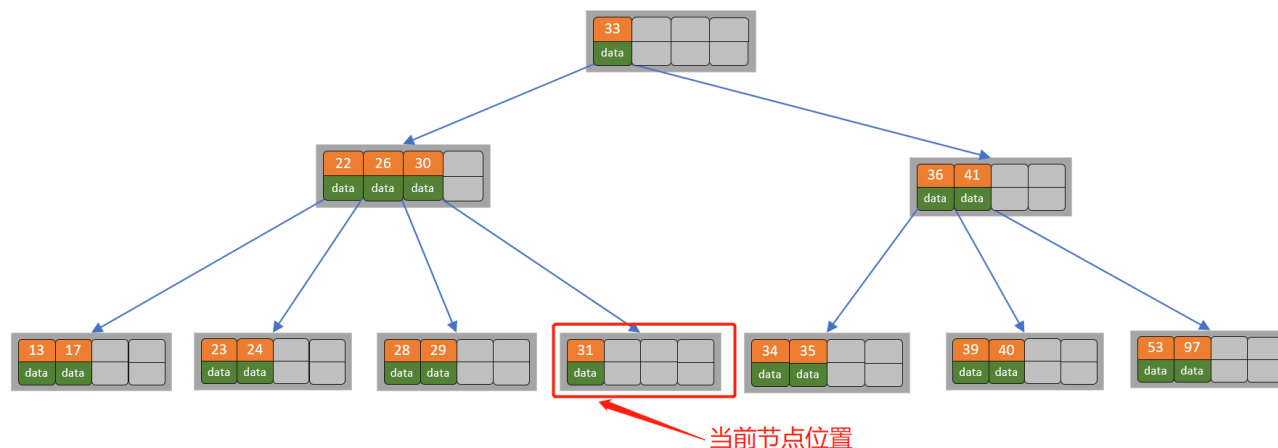 33
data
22 26 30
data data data
36 41
data data
13 17
data data
23 24
data data
28 29
data data
31
data
34 35
data data
39 40
data data
53 97
data data
当前节点位置